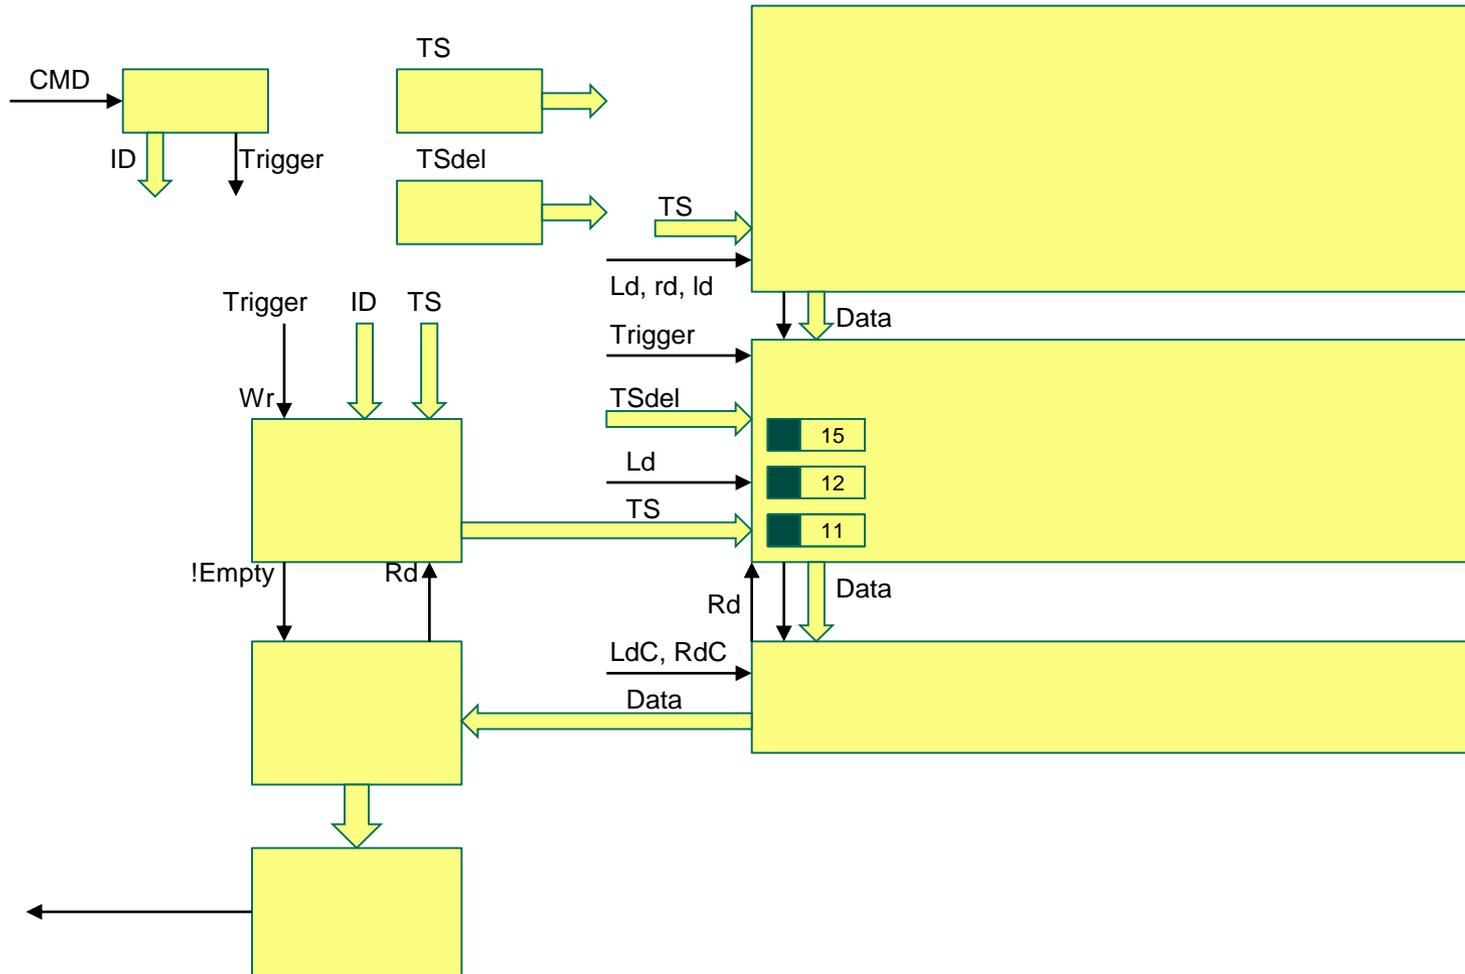 TS
CMD
ID
Trigger
TSdel
TS
Ld, rd, ld
Trigger
ID
TS
Data
Trigger
Wr
TSdel
15
Ld
12
TS
11
!Empty
Rd
Data
Rd
LdC, RdC
Data